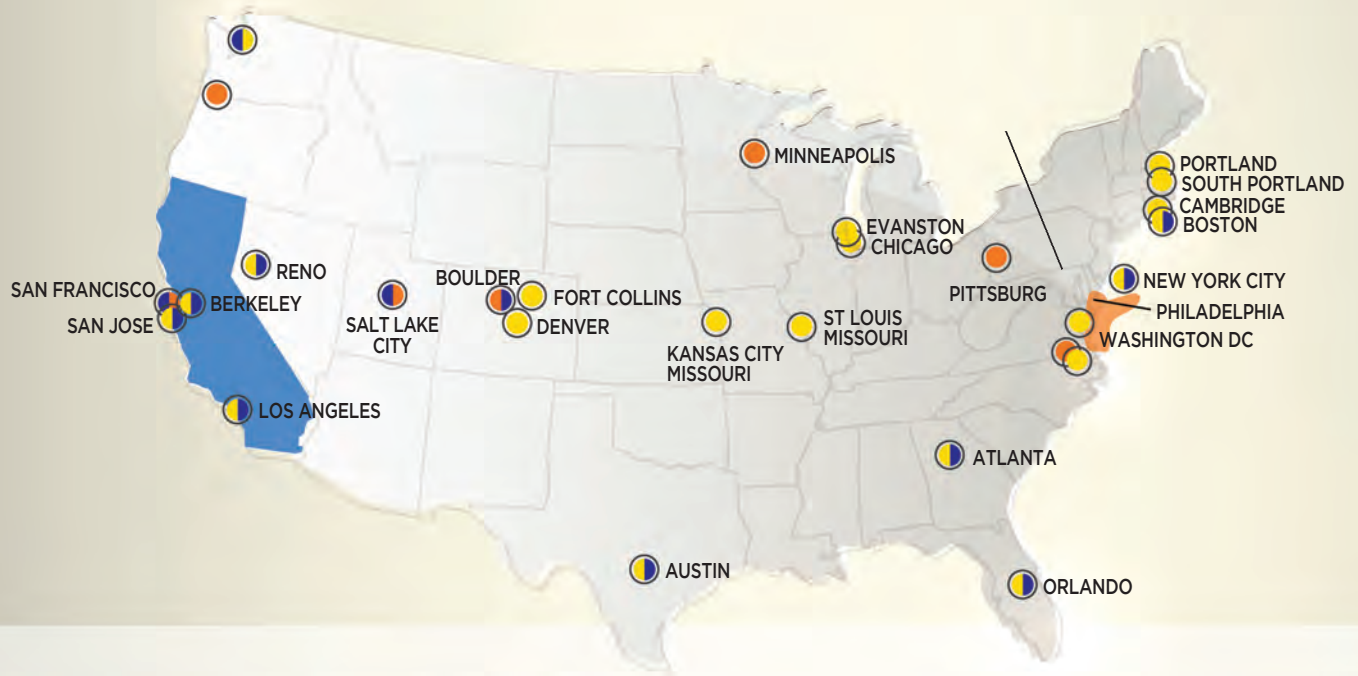 MINNEAPOLIS
PORTLAND
SOUTH PORTLAND
CAMBRIDGE
BOSTON
EVANSTON
CHICAGO
RENO
SAN FRANCISCO
BERKELEY
SAN JOSE
SALT LAKE
CITY
BOULDER
FORT COLLINS
DENVER
KANSAS CITY
MISSOURI
ST LOUIS
MISSOURI
PITTSBURG
NEW YORK CITY
PHILADELPHIA
WASHINGTON DC
LOS ANGELES
ATLANTA
AUSTIN
ORLANDO